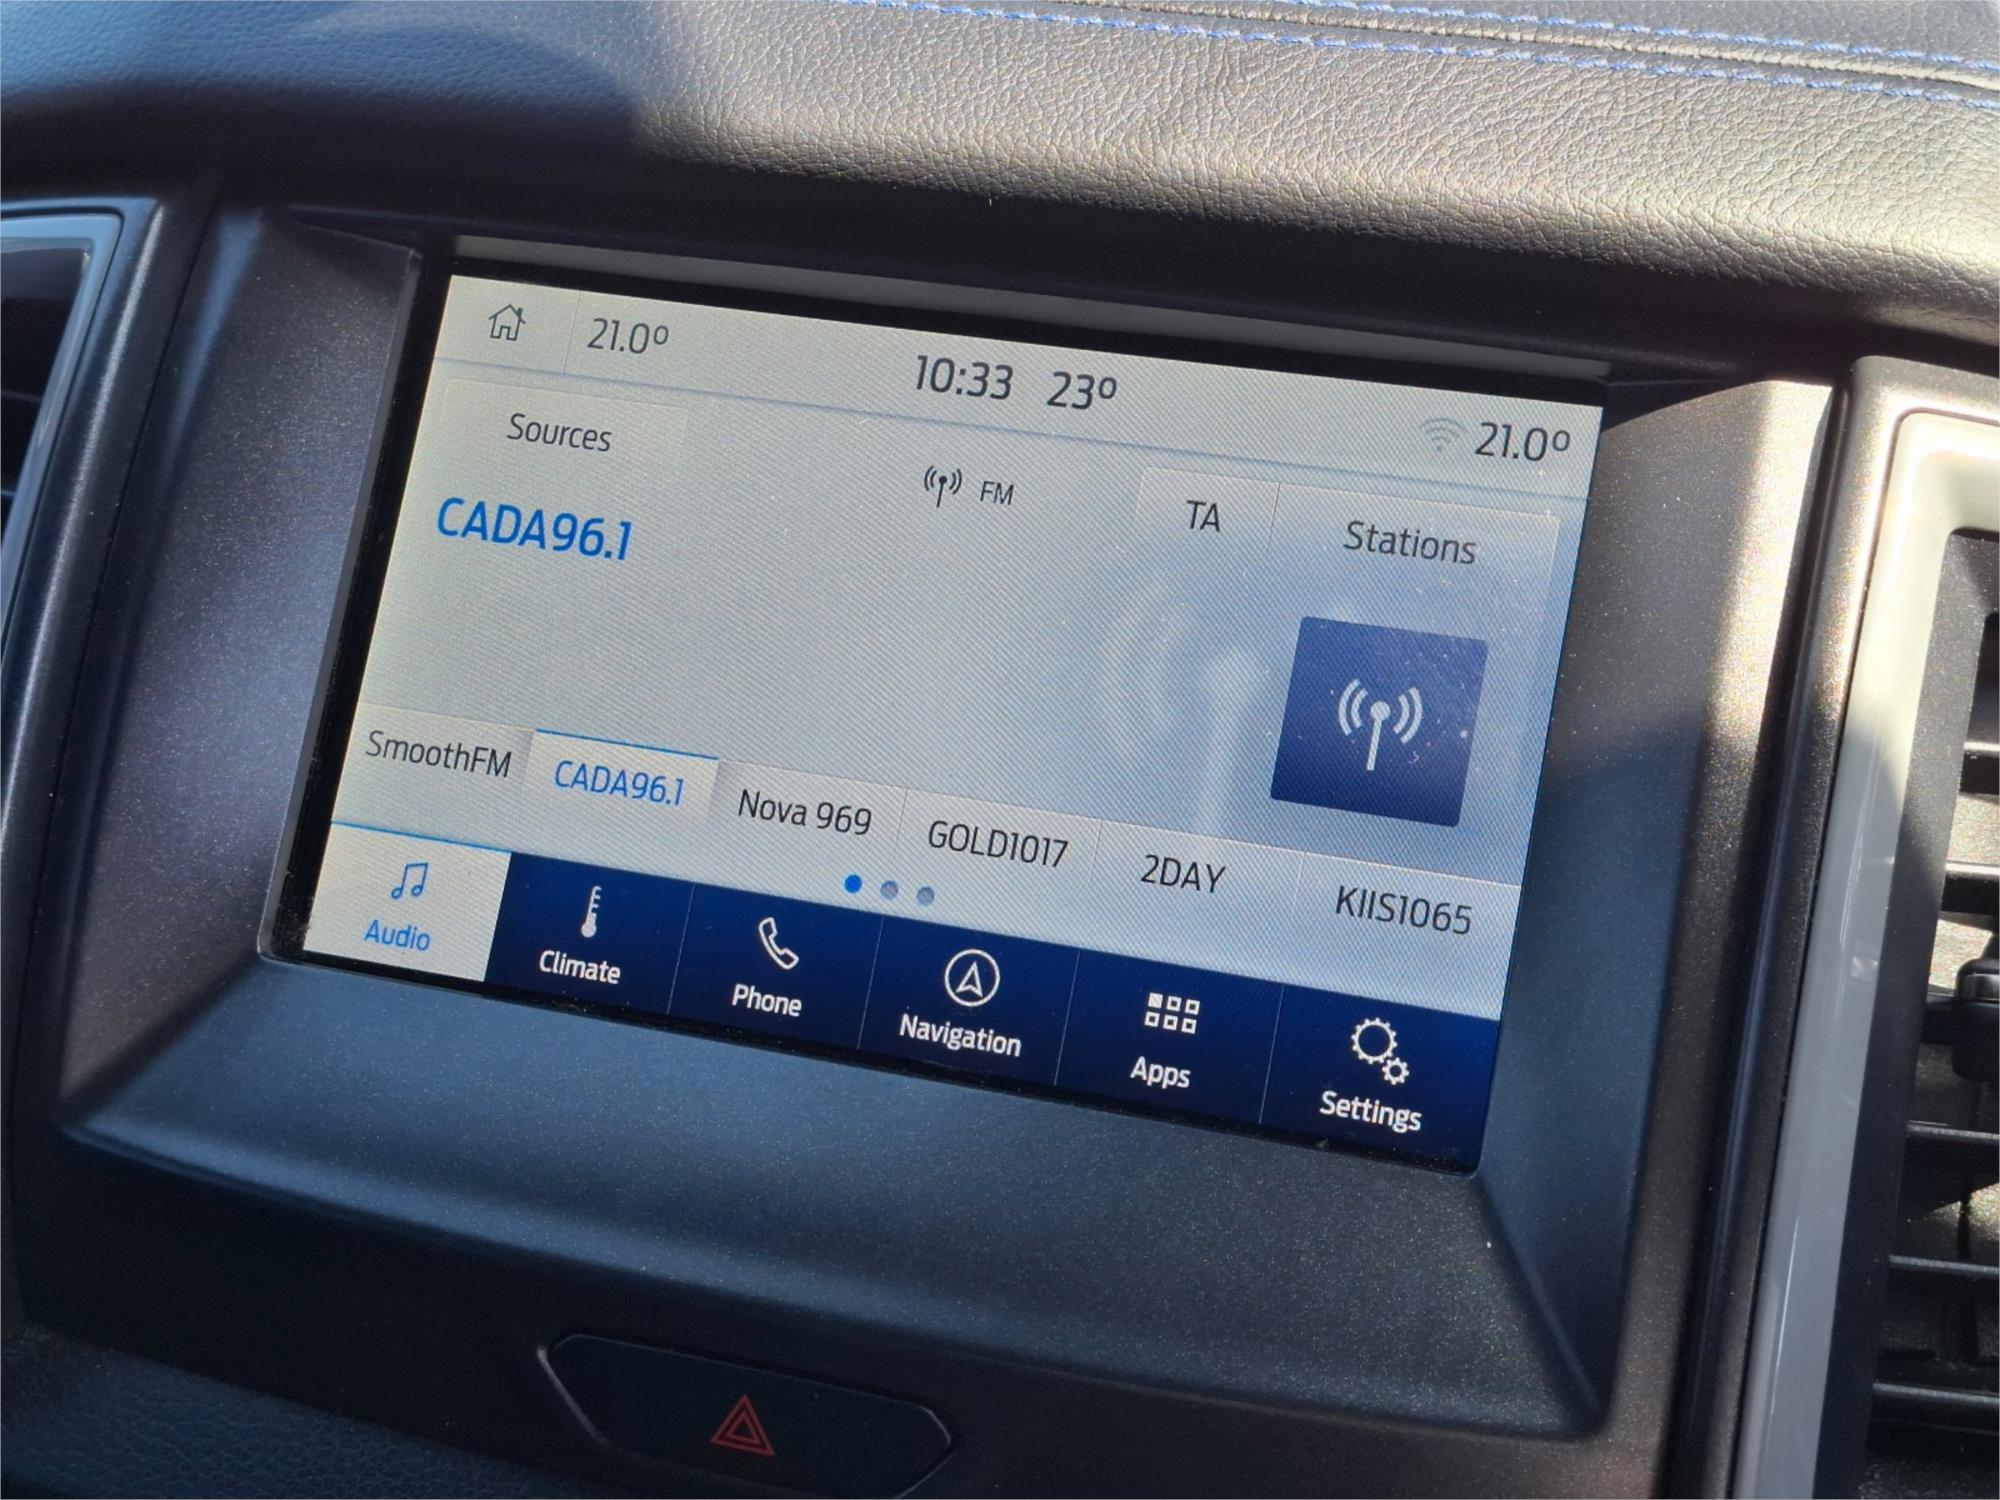 21.0°
10:33 23°
21.0°
Sources
FM
TA
Stations
CADA96.1
SmoothFM
CADA96.1
Nova 969
GOLD1017
2DAY
KIIS1065
Audio
Climate
Phone
Navigation
Apps
Settings